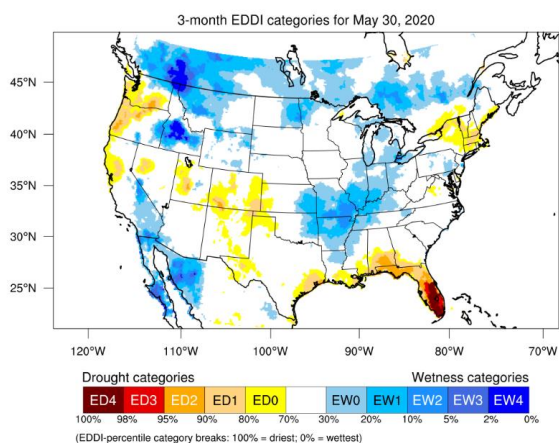 3-month EDDI categories for May 30, 2020
45°N
40°N
35°N
30°N
25°N
120°W 110°W 100°W 90°W 80°W 70°W
Drought categories Wetness categories
ED4 ED3 ED2 ED1 ED0 EW0 EW1 EW2 EW3 EW4
100% 98% 95% 90% 80% 70% 30% 20% 10% 5% 2% 0%
(EDDI-percentile category breaks: 100% = driest; 0% = wettest)